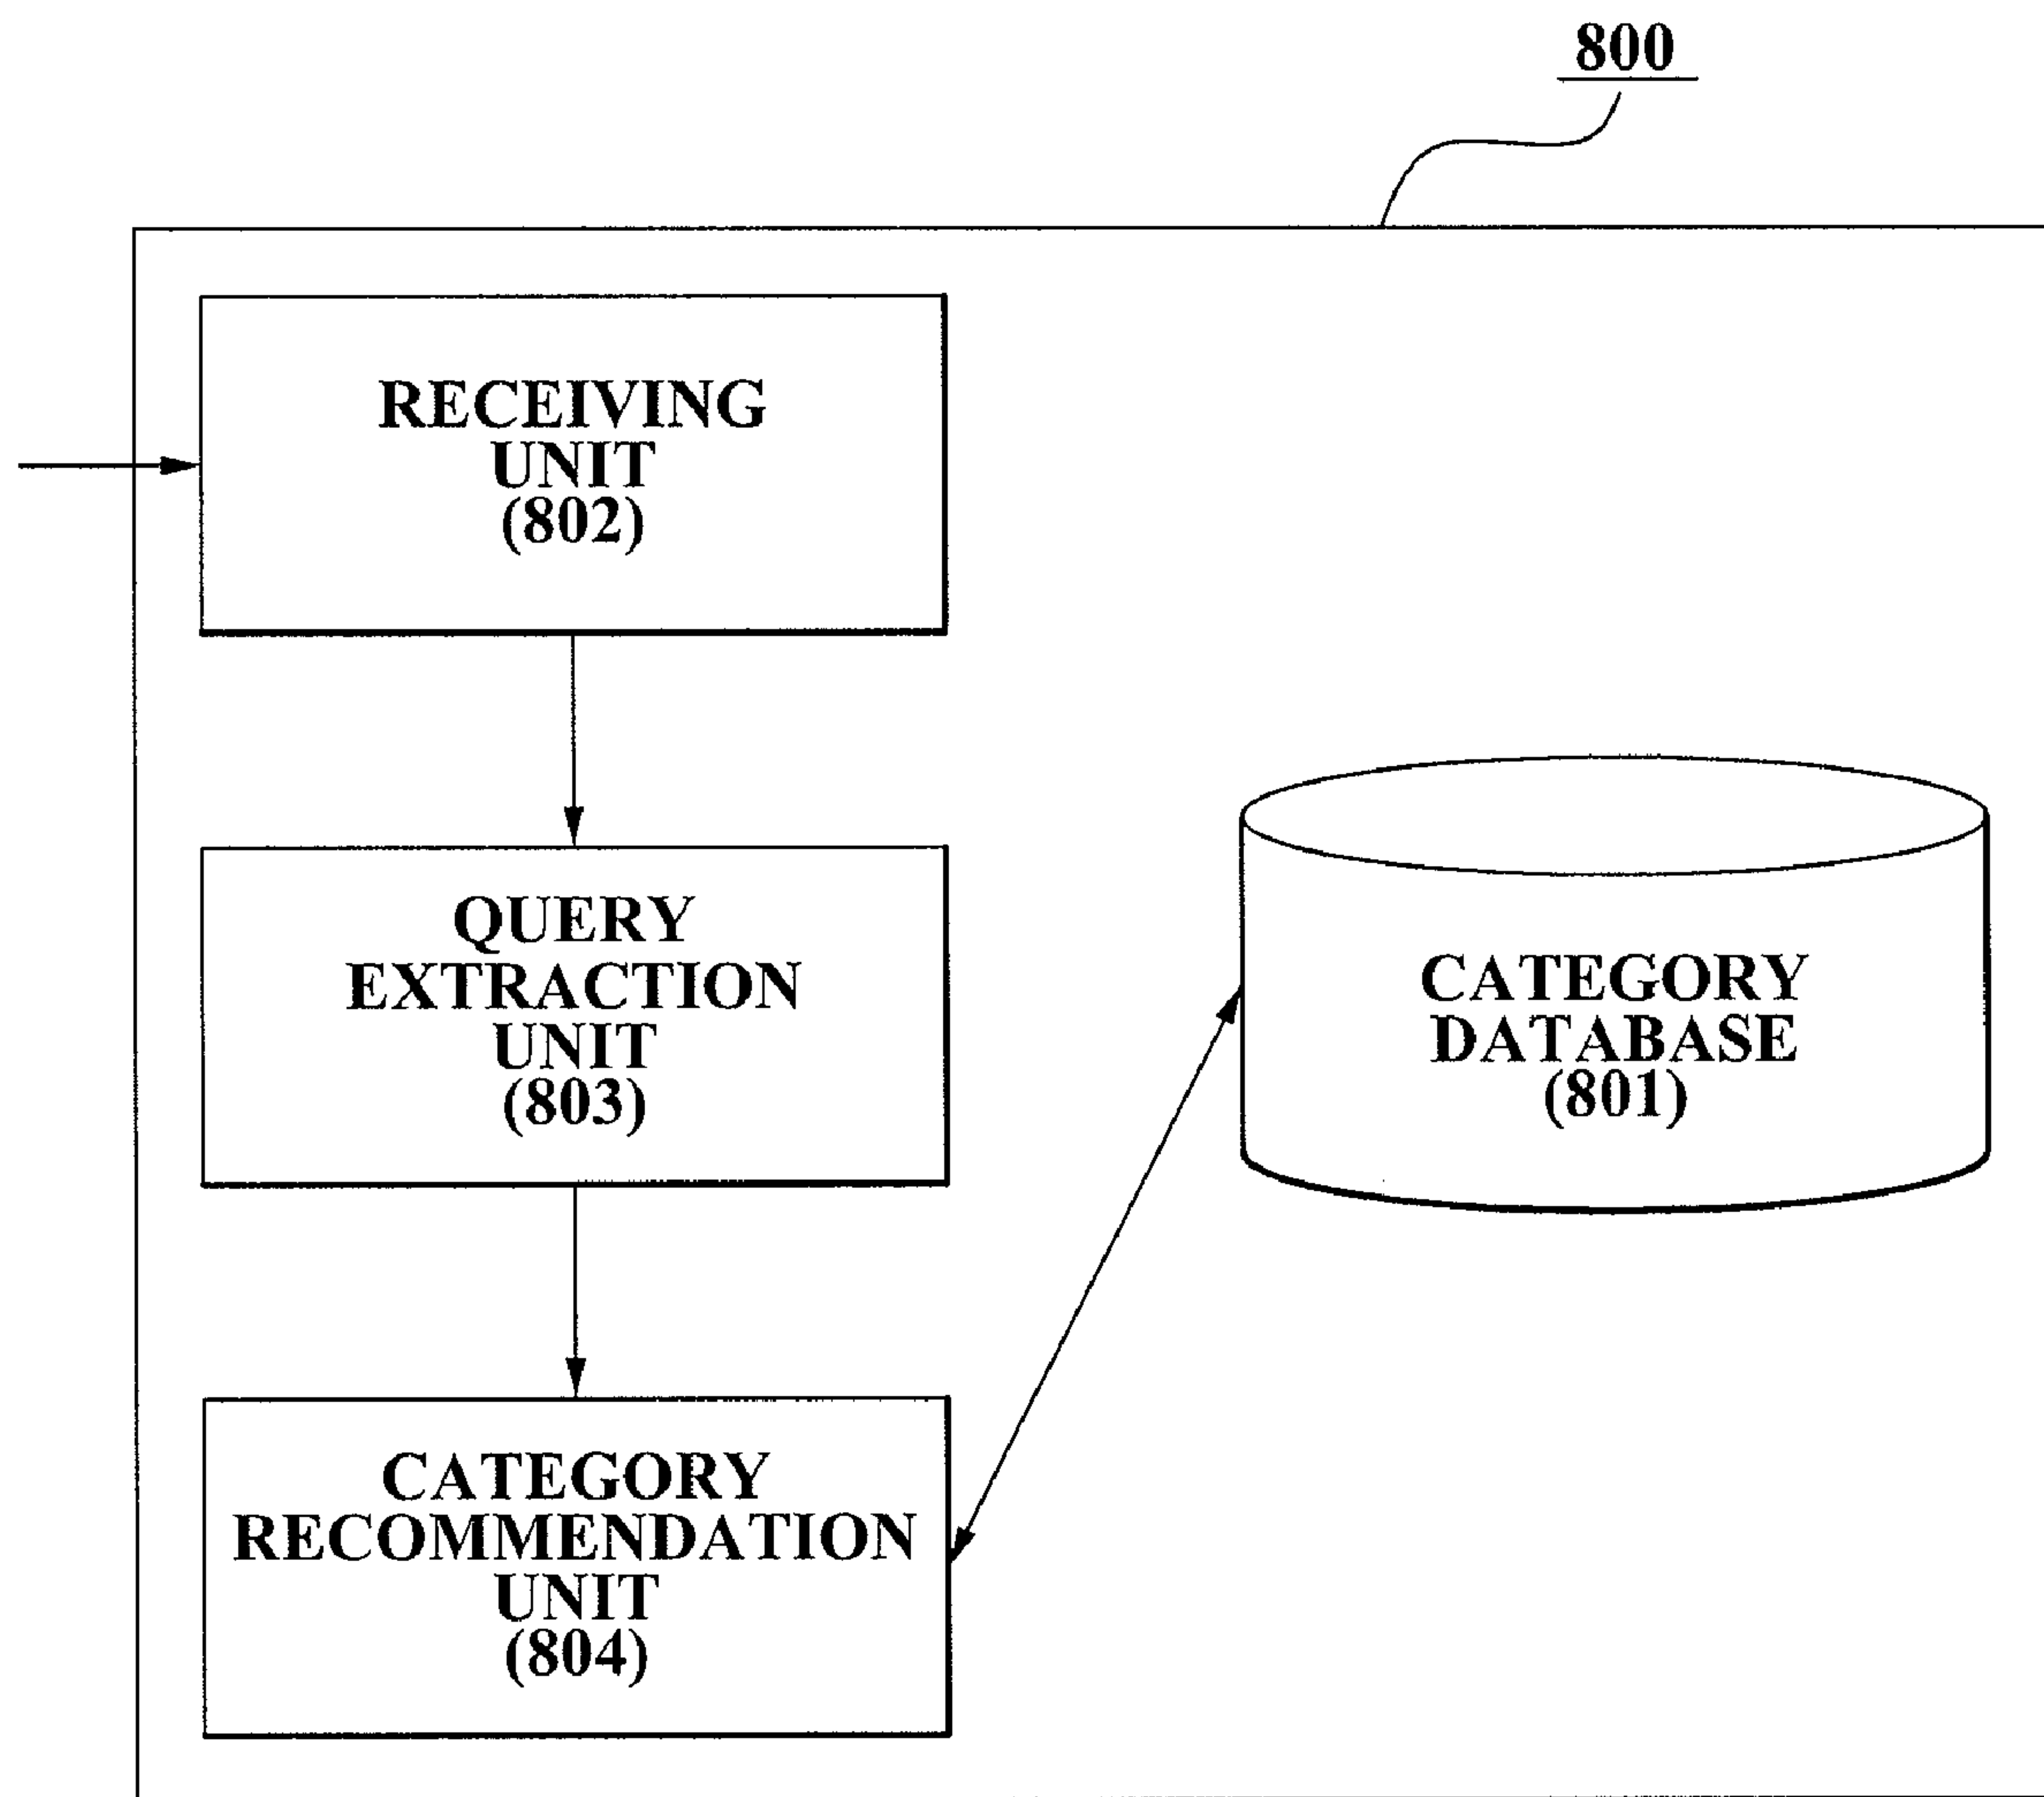 800
RECEIVING
UNIT
(802)
QUERY
EXTRACTION
UNIT
(803)
CATEGORY
DATABASE
(801)
CATEGORY
RECOMMENDATION
UNIT
(804)